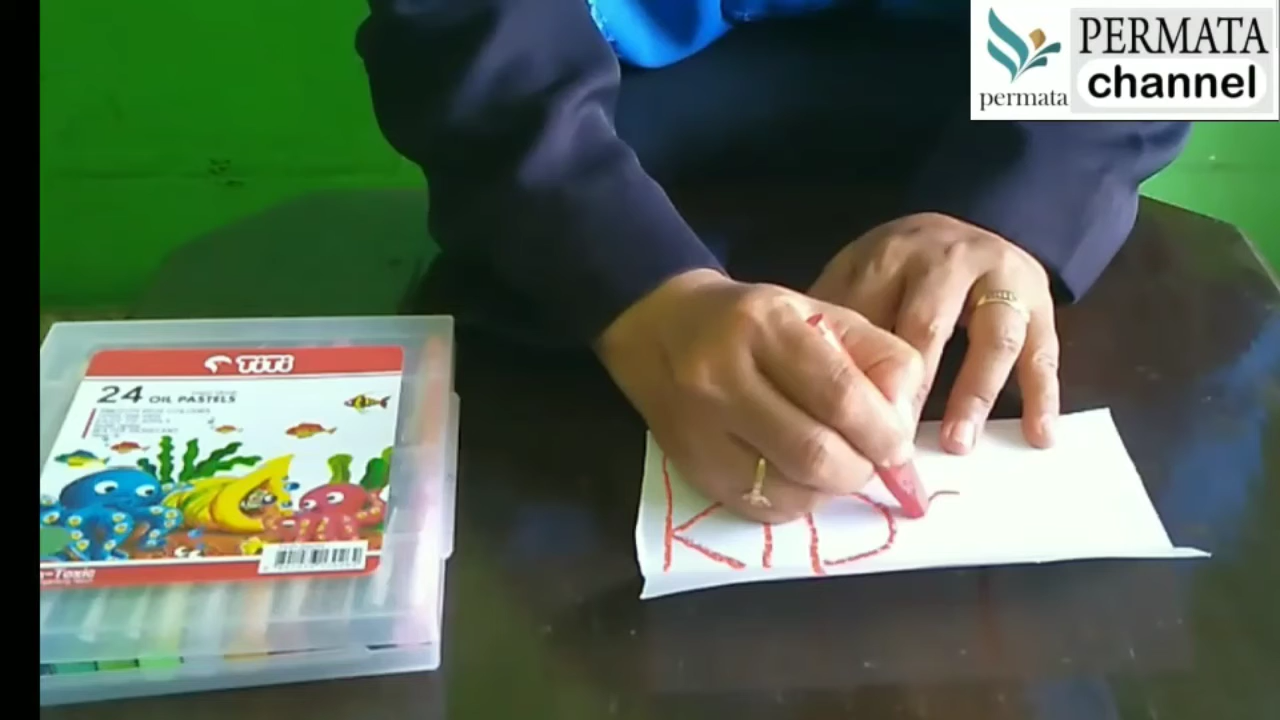 PERMATA
channel
permata
TiTi
24 OIL PASTELS
KID